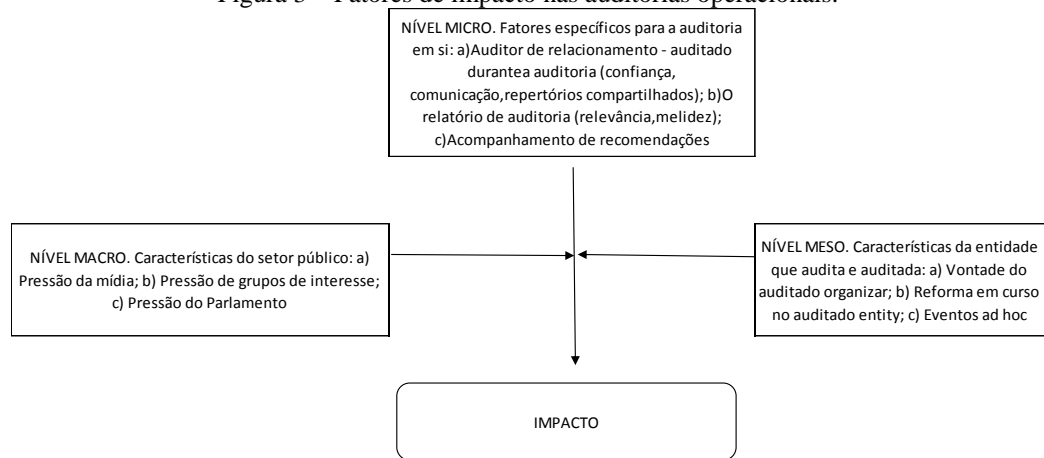 Figura 3 – Fatores de impacto nas auditorias operacionais.
NÍVEL MICRO. Fatores específicos para a auditoria
em si: a)Auditor de relacionamento - auditado
durantea auditoria (confiança,
comunicação,repertórios compartilhados); b)O
relatório de auditoria (relevância,melidez);
c)Acompanhamento de recomendações
NÍVEL MACRO. Características do setor público: a)
Pressão da mídia; b) Pressão de grupos de interesse;
c) Pressão do Parlamento
NÍVEL MESO. Características da entidade
que audita e auditada: a) Vontade do
auditado organizar; b) Reforma em curso
no auditado entity; c) Eventos ad hoc
IMPACTO